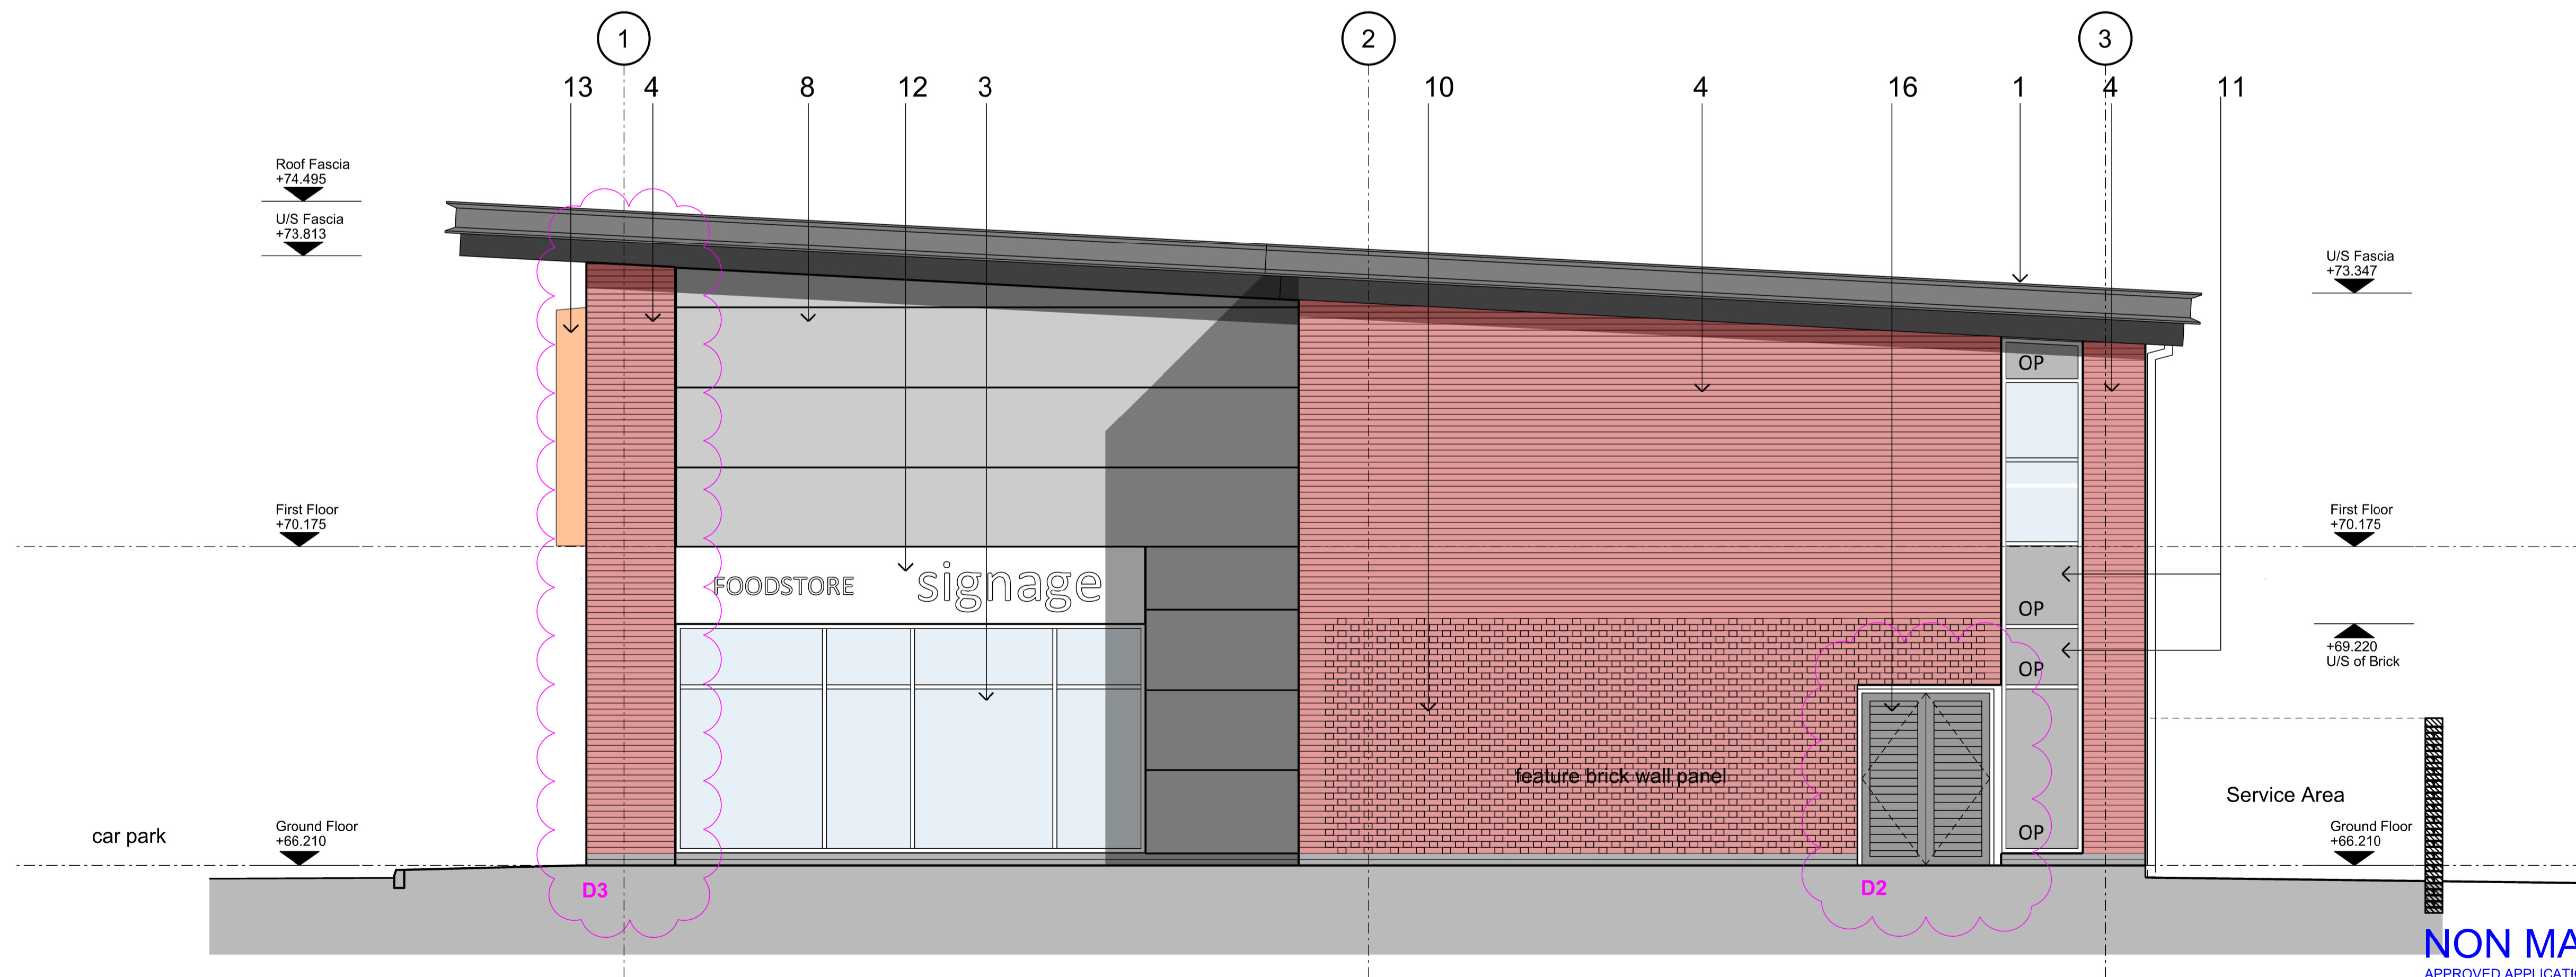 1
2
3
13
4
8
12
3
10
4
16
1
4
11
Roof Fascia
+74.495
U/S Fascia
+73.813
U/S Fascia
+73.347
OP
First Floor
+70.175
First Floor
+70.175
FOODSTORE
signage
OP
+69.220
U/S of Brick
OP
feature brick wall panel
Service Area
OP
car park
Ground Floor
+66.210
Ground Floor
+66.210
D3
D2
NON MA
APPROVED APPLICATIO